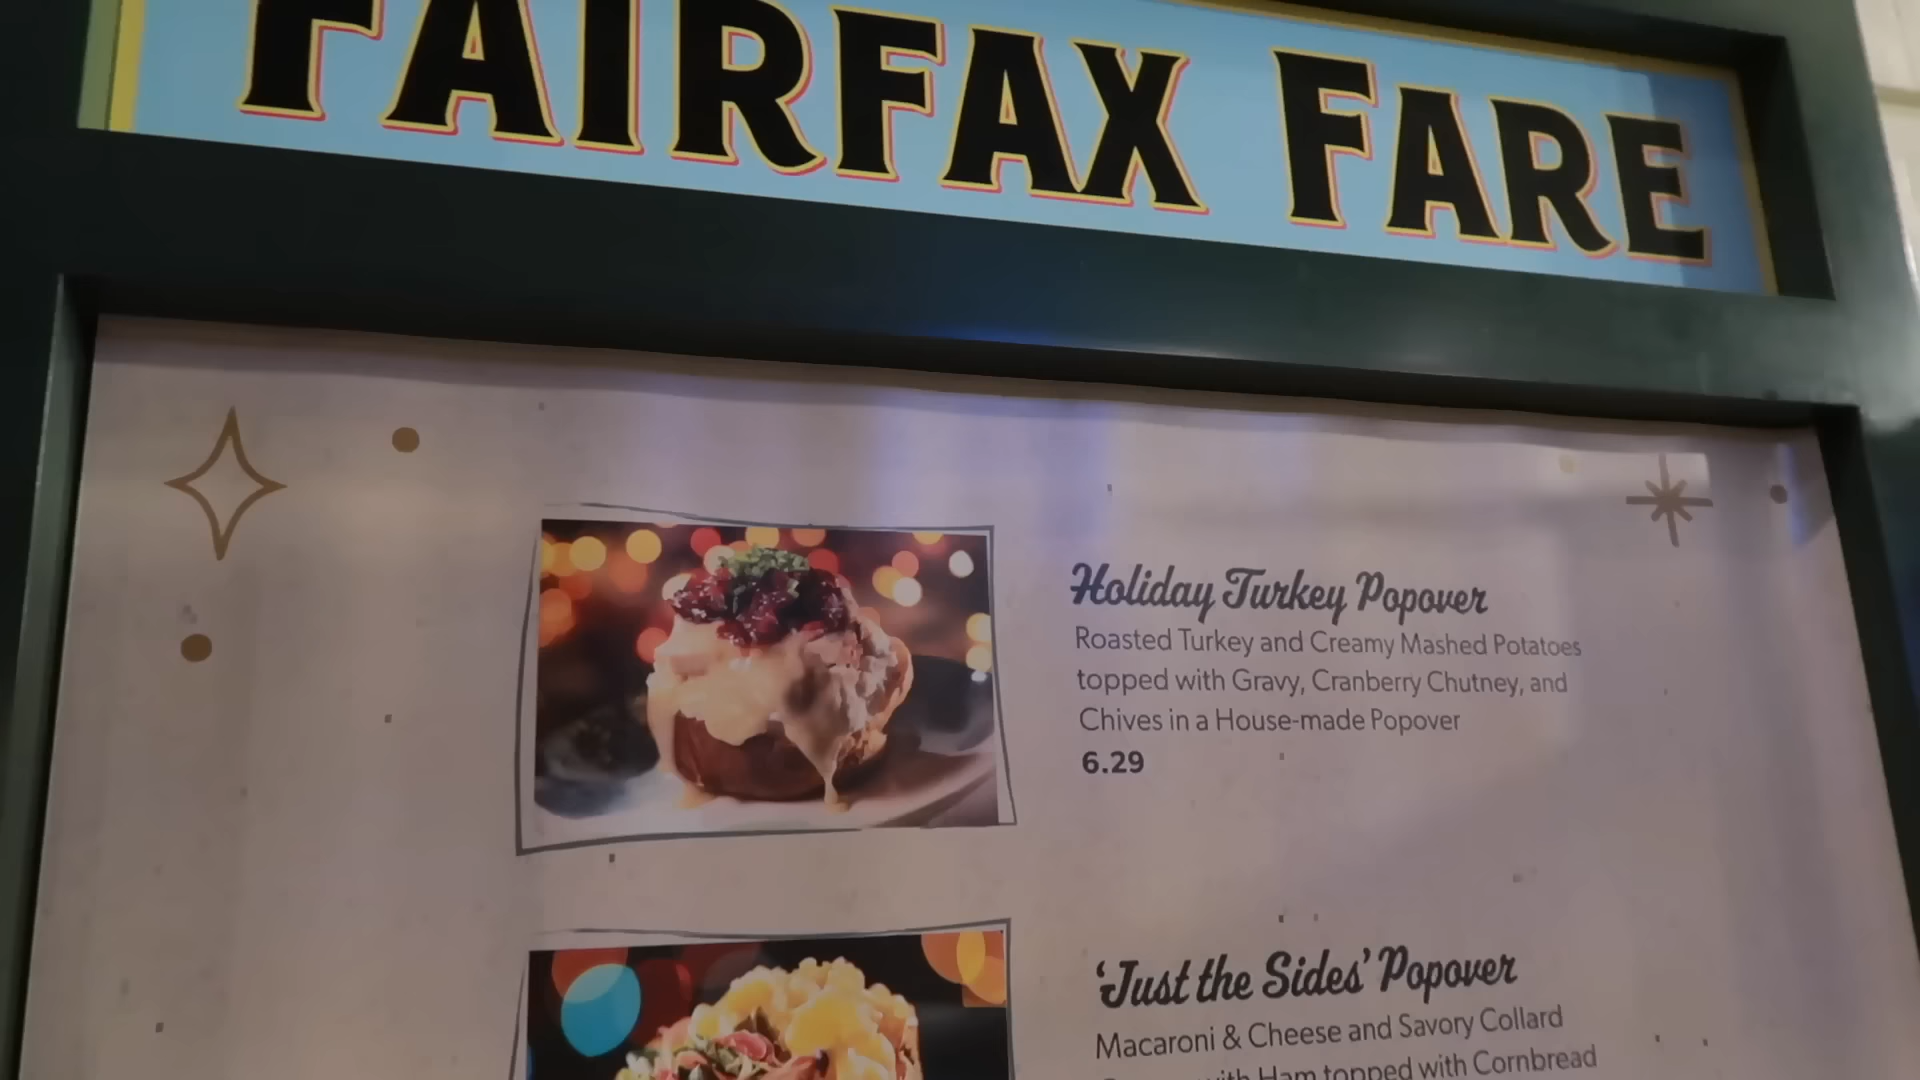 FAIRFAX FARE
Holiday Turkey Popover
Roasted Turkey and Creamy Mashed Potatoes
topped with Gravy, Cranberry Chutney, and
Chives in a House-made Popover
6.29
‘Just the Sides’ Popover
Macaroni & Cheese and Savory Collard
with Ham topped with Cornbread